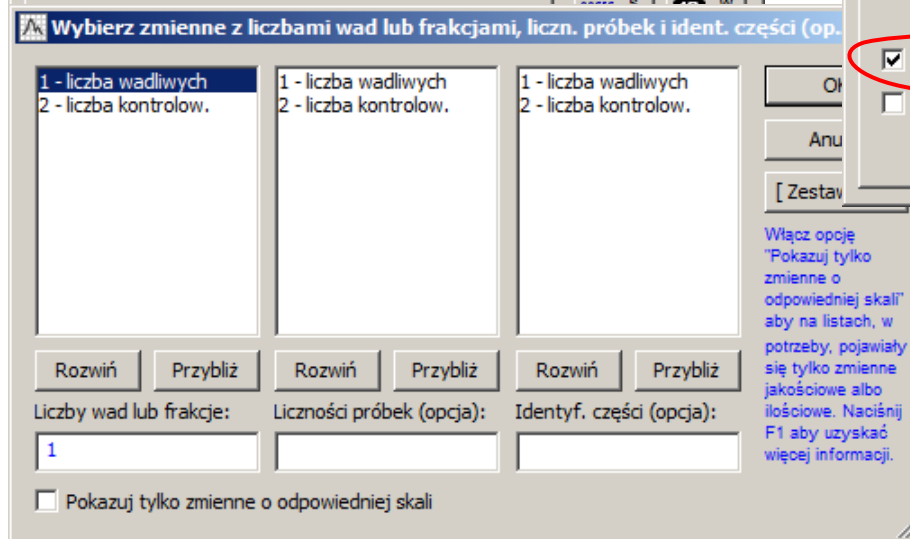 Wybierz zmienne z liczbami wad lub frakcjami, liczn. próbek i ident. części (op.
1 - liczba wadliwych
2 - liczba kontrolow.
1 - liczba wadliwych
2 - liczba kontrolow.
1 - liczba wadliwych
2 - liczba kontrolow.
Anu
[ Zestaw
Włącz opcję
"Pokazuj tylko
zmienne o
odpowiedniej skali"
aby na listach, w
potrzeby, pojawiały
się tylko zmienne
jakościowe albo
ilościowe. Naciśnij
F1 aby uzyskać
więcej informacji.
Rozwiń Przybliż Rozwiń Przybliż Rozwiń Przybliż
Liczby wad lub frakcje: Liczności próbek (opcja): Identyf. części (opcja):
1
Pokazuj tylko zmienne o odpowiedniej skali